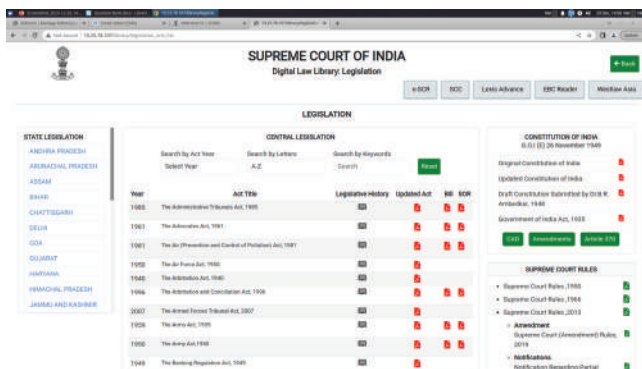 SUPREME COURT OF INDIA
Digital Law Library: Legislation
Back
e-SCR
SCC
Lexis Advance
EBC Reader
Westlaw Asia
LEGISLATION
STATE LEGISLATION
ANDHRA PRADESH
ARUNACHAL PRADESH
ASSAM
BIHAR
CHATTISGARH
DELHI
GOA
GUJARAT
HARYANA
HIMACHAL PRADESH
JAMMU AND KASHMIR
CENTRAL LEGISLATION
Search by Act Year
Search by Letters
Search by Keywords
Select Year
A-Z
Search
Reset
Year Act Title Legislative History Updated Act Bill SOR
1985 The Administrative Tribunals Act, 1985
1961 The Advocates Act, 1961
1981 The Air (Prevention and Control of Pollution) Act, 1981
1950 The Air Force Act, 1950
1940 The Arbitration Act, 1940
1996 The Arbitration and Conciliation Act, 1996
2007 The Armed Forces Tribunal Act, 2007
1959 The Arms Act, 1959
1950 The Army Act, 1950
1949 The Banking Regulation Act, 1949
CONSTITUTION OF INDIA
26 November 1949
Original Constitution of India
Updated Constitution of India
Draft Constitution Submitted by Dr.B.R.
Ambedkar, 1948
Government of India Act, 1935
CAD
Amendments
Article 370
SUPREME COURT RULES
Supreme Court Rules ,1950
Supreme Court Rules ,1966
Supreme Court Rules ,2013
Amendment
Supreme Court (Amendment) Rules,
2019
Notifications
Notification Regarding Partial